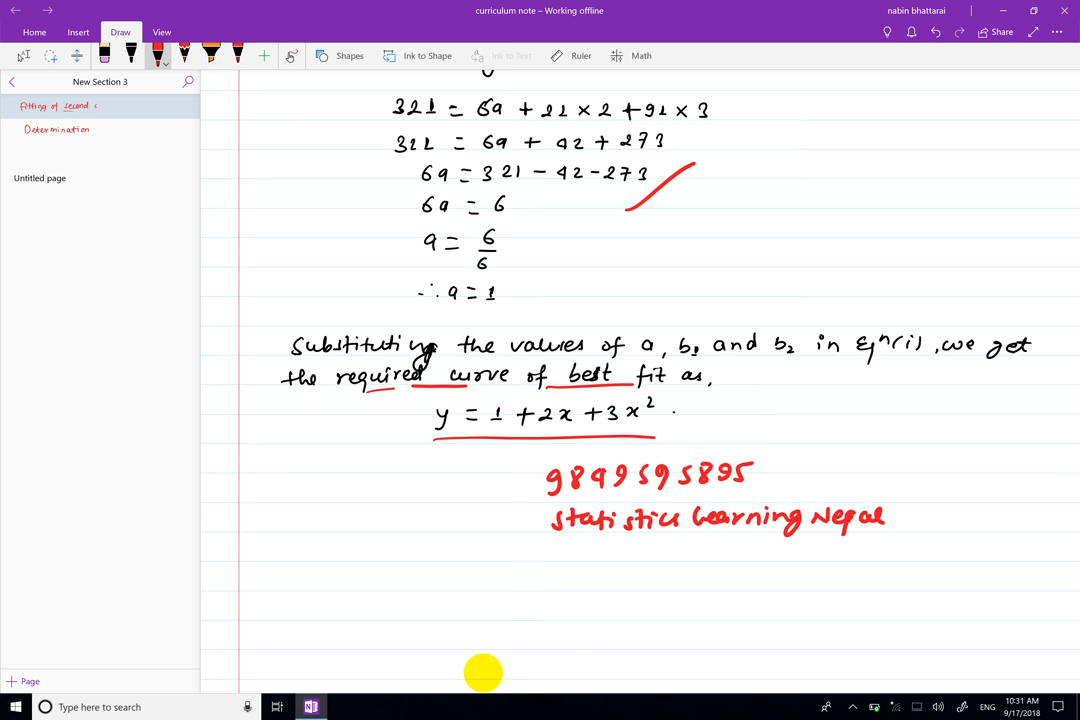 curriculum note – Working offline
nabin bhattarai
Home Insert Draw View
Share
Shapes Ink to Shape Ink to Text Ruler Math
New Section 3
Fitting of second
Determination
Untitled page
321 = 6a + 21 × 2 + 91 × 3
321 = 6a + 42 + 273
6a = 321 – 42 – 273
6a = 6
a = 6/6
∴ a = 1
Substituting the values of a, b1 and b2 in Eqn(i), we get
the required curve of best fit as,
y = 1 + 2x + 3x²
9849595895
Statistics Learning Nepal
Page
Type here to search
ENG
10:31 AM
9/17/2018